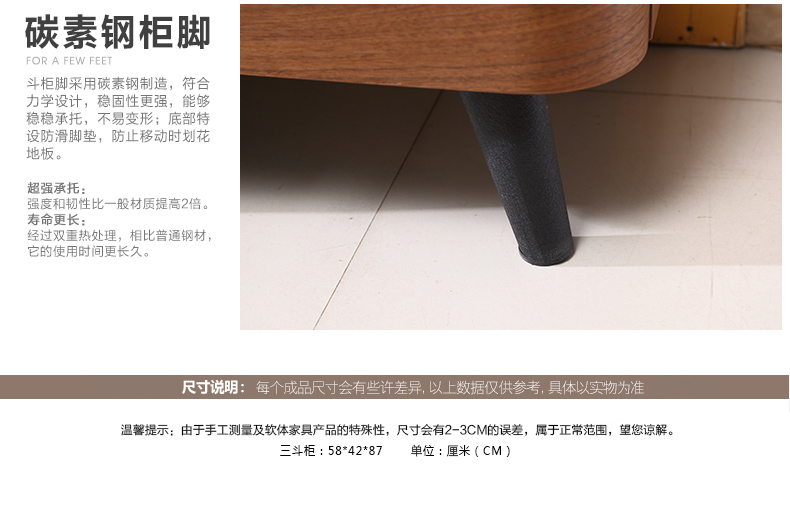 碳素钢柜脚
FOR A FEW FEET
斗柜脚采用碳素钢制造，符合
力学设计，稳固性更强，能够
稳稳承托，不易变形；底部特
设防滑脚垫，防止移动时划花
地板。
超强承托：
强度和韧性比一般材质提高2倍。
寿命更长：
经过双重热处理，相比普通钢材，
它的使用时间更长久。
尺寸说明：每个成品尺寸会有些许差异, 以上数据仅供参考, 具体以实物为准
温馨提示：由于手工测量及软体家具产品的特殊性，尺寸会有2-3CM的误差，属于正常范围，望您谅解。
三斗柜：58*42*87 单位：厘米（CM）